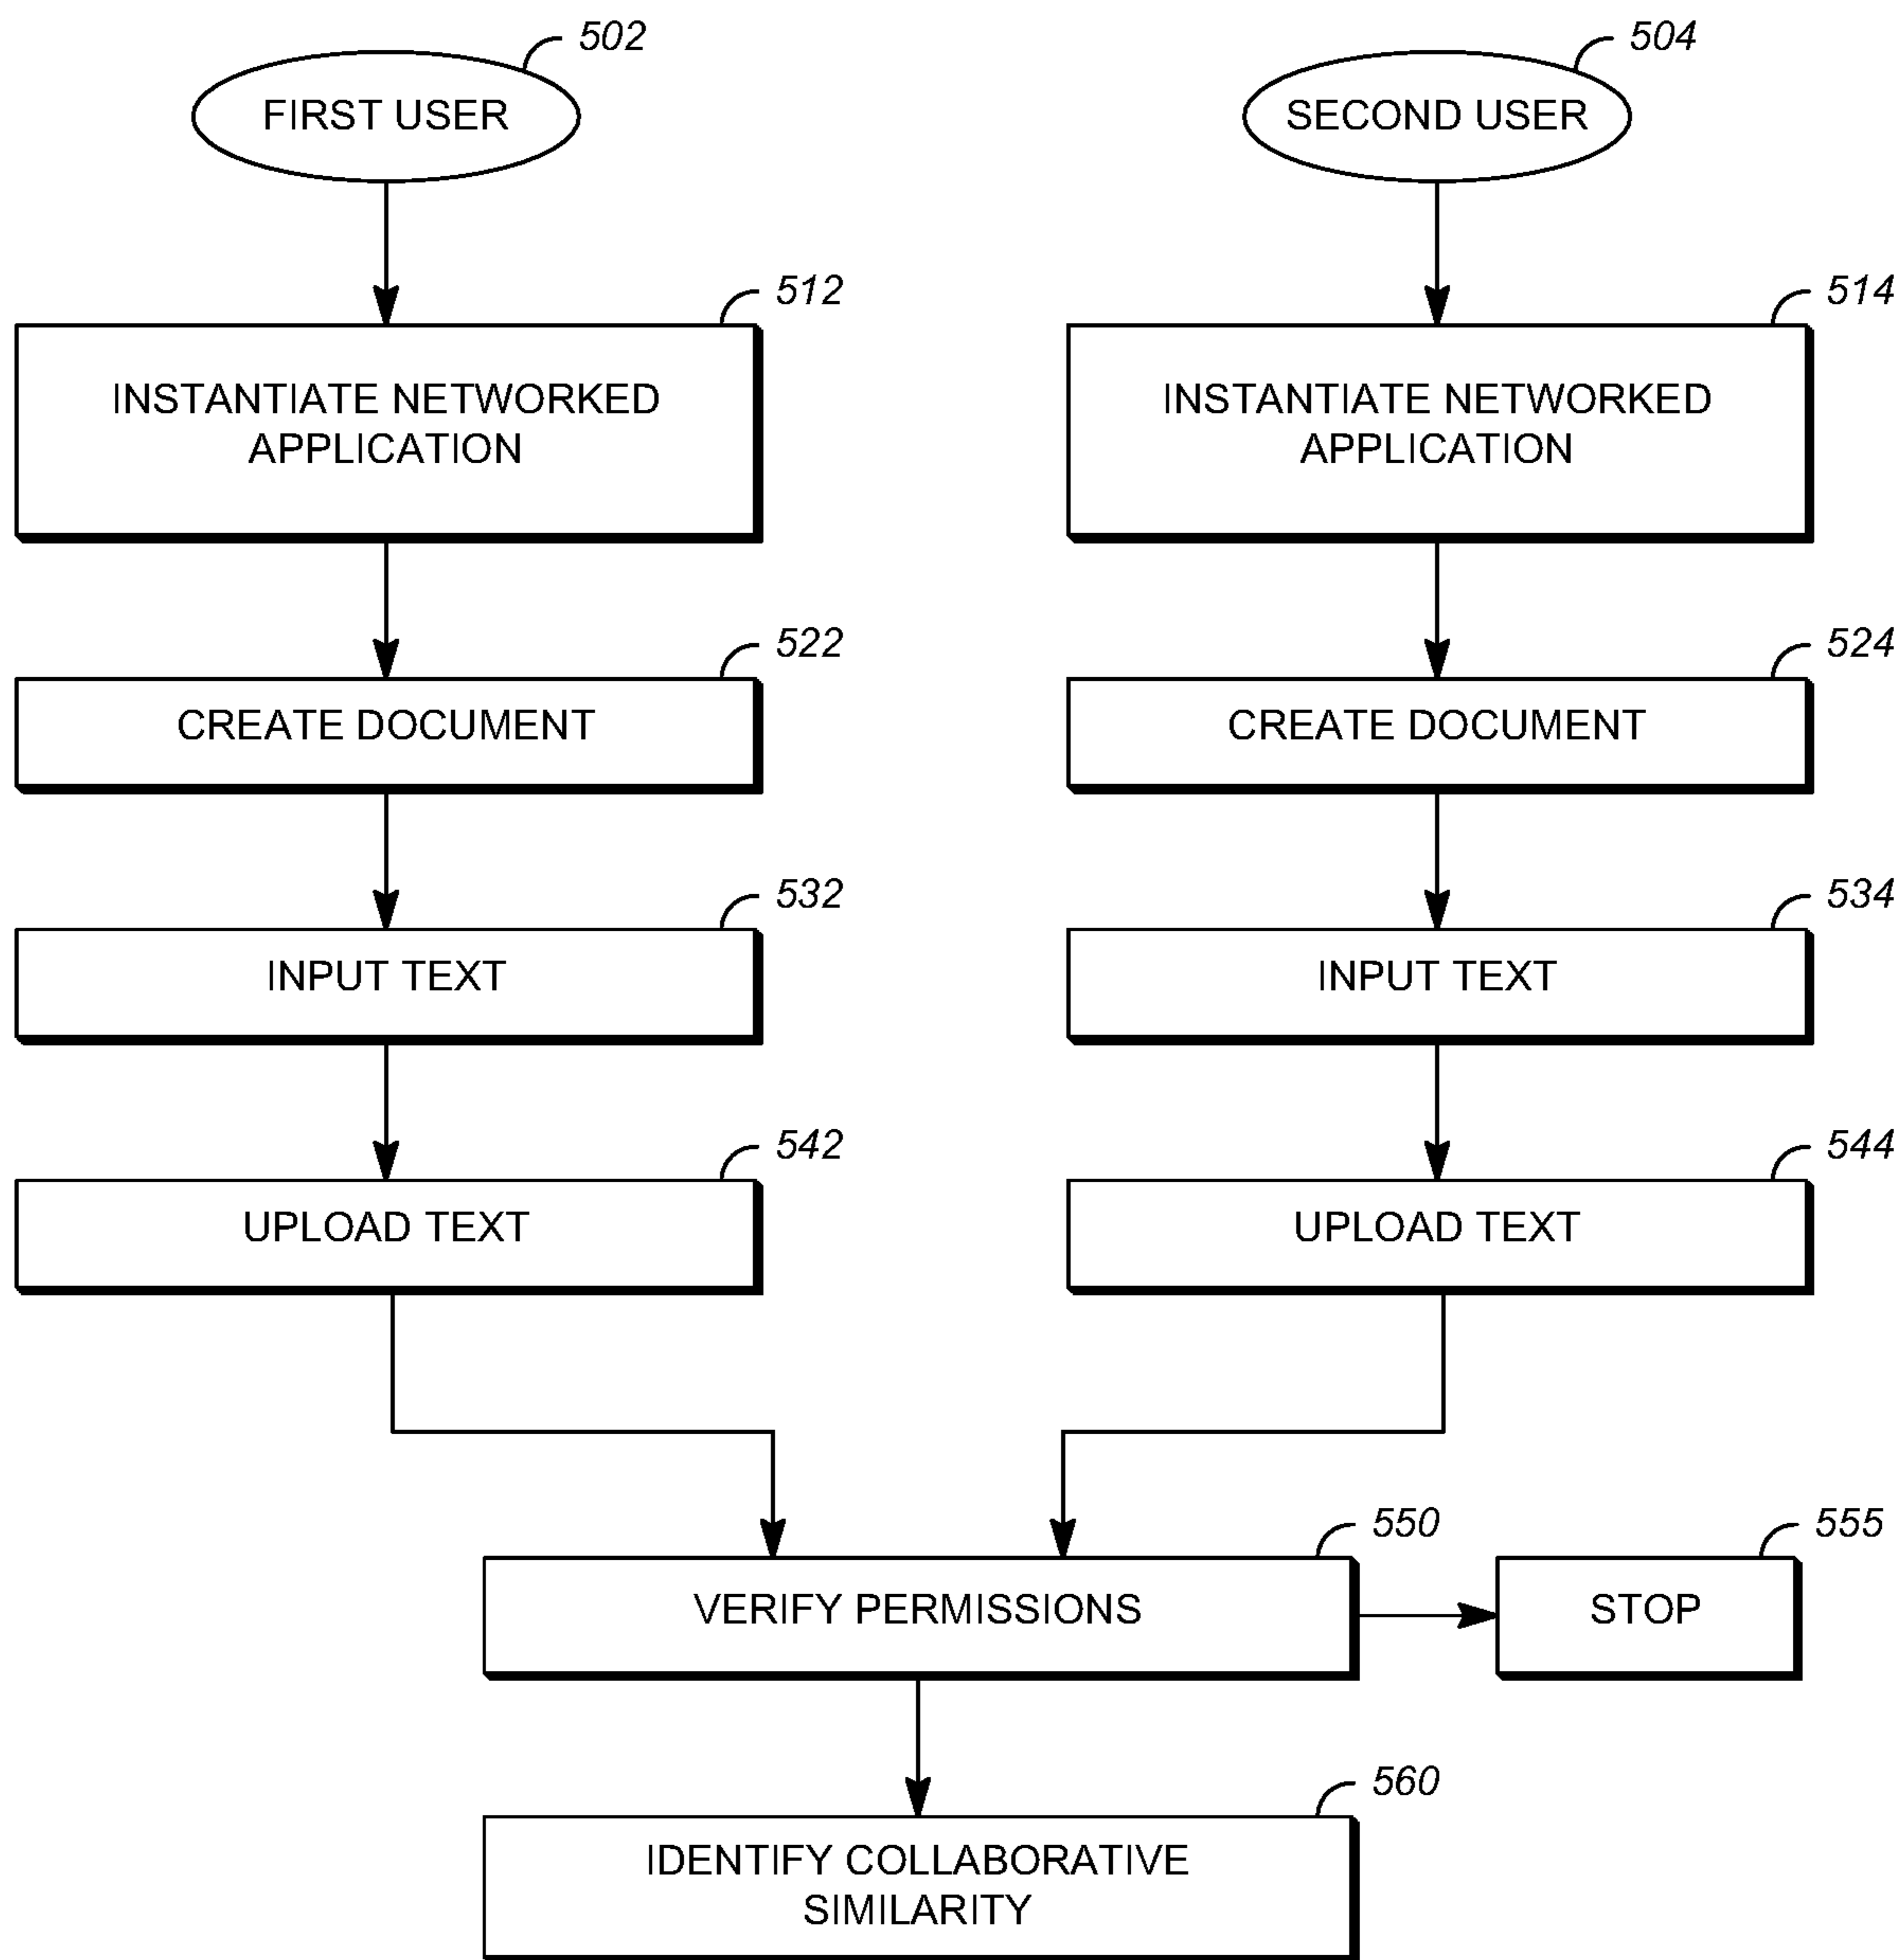 502
FIRST USER
504
SECOND USER
512
INSTANTIATE NETWORKED
APPLICATION
514
INSTANTIATE NETWORKED
APPLICATION
522
CREATE DOCUMENT
524
CREATE DOCUMENT
532
INPUT TEXT
534
INPUT TEXT
542
UPLOAD TEXT
544
UPLOAD TEXT
550
VERIFY PERMISSIONS
555
STOP
560
IDENTIFY COLLABORATIVE
SIMILARITY